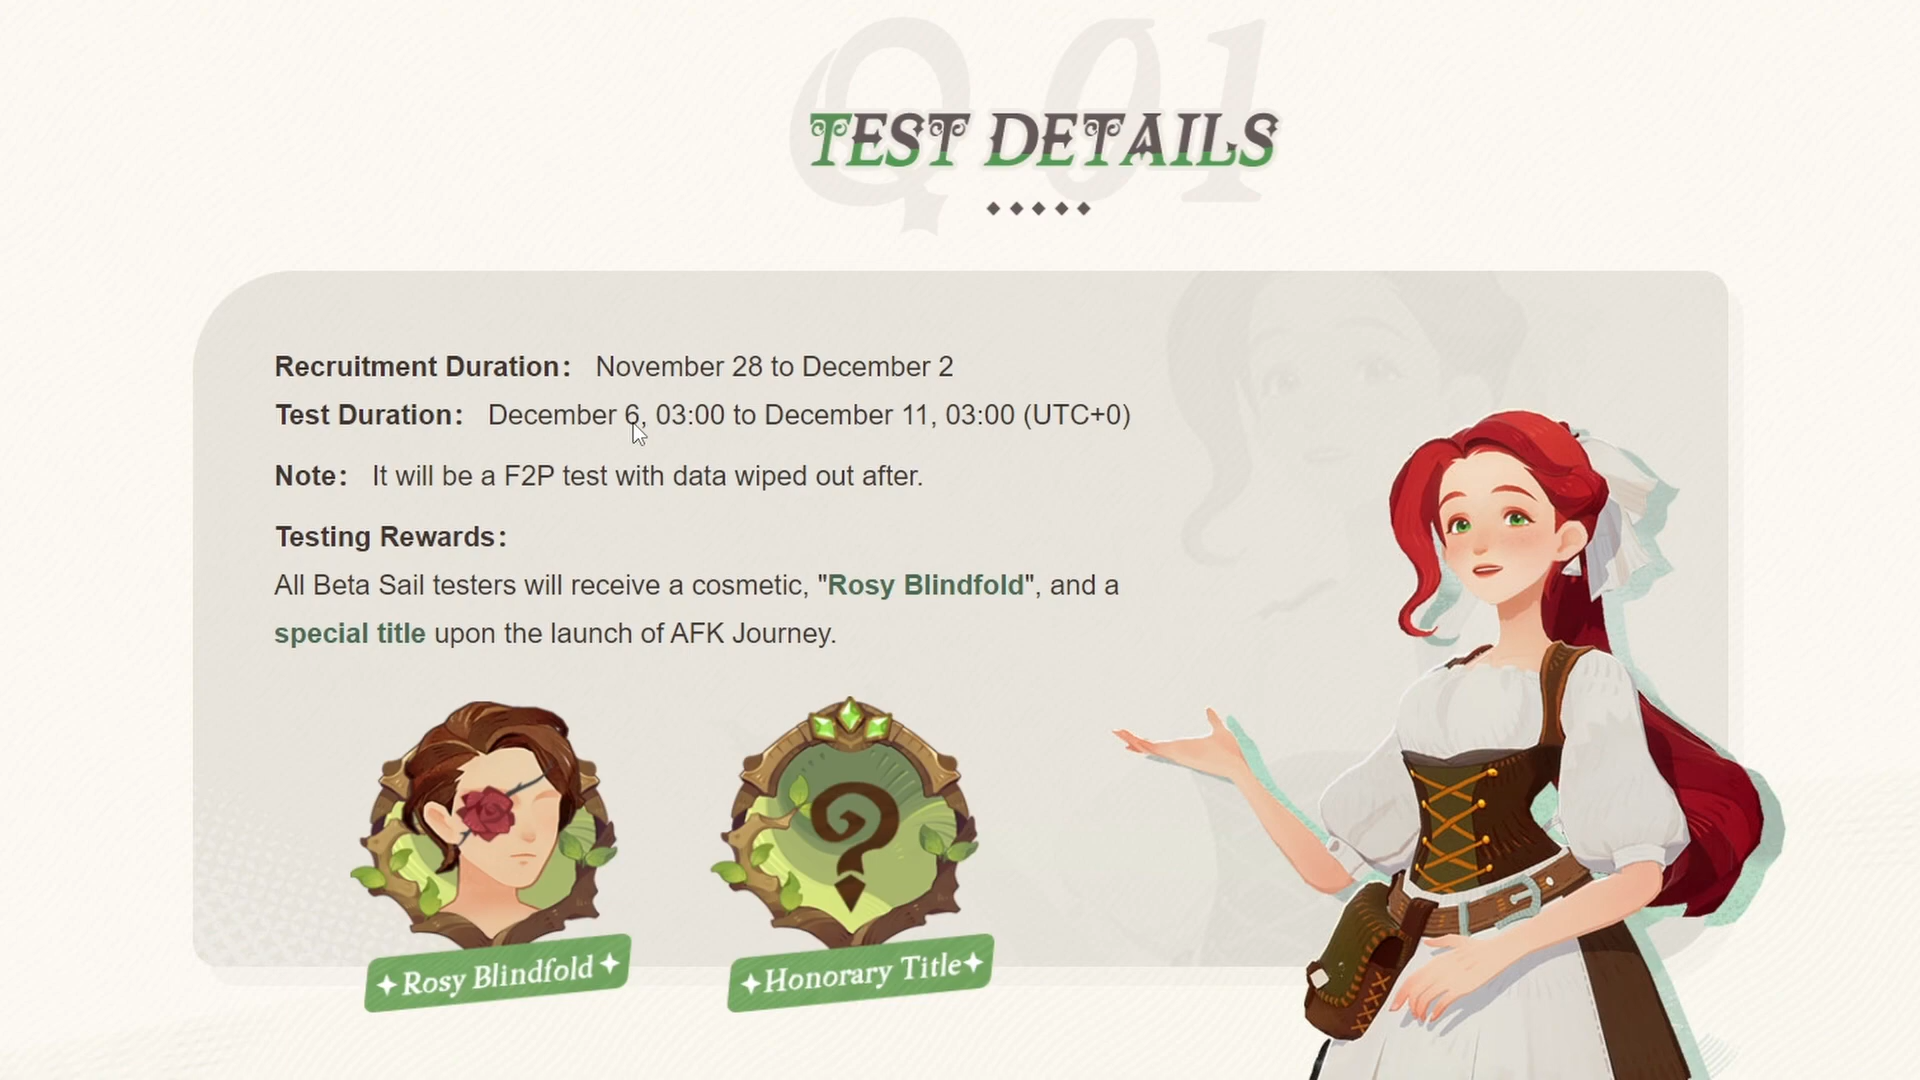 Q 01
TEST DETAILS
Recruitment Duration: November 28 to December 2
Test Duration: December 6, 03:00 to December 11, 03:00 (UTC+0)
Note: It will be a F2P test with data wiped out after.
Testing Rewards:
All Beta Sail testers will receive a cosmetic, "Rosy Blindfold", and a
special title upon the launch of AFK Journey.
Rosy Blindfold
Honorary Title